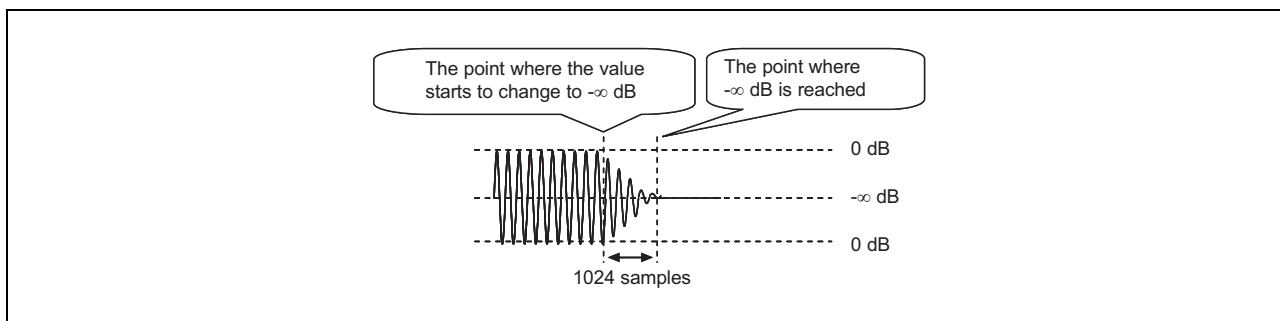 The point where the value
starts to change to -∞ dB
The point where
-∞ dB is reached
0 dB
-∞ dB
0 dB
1024 samples